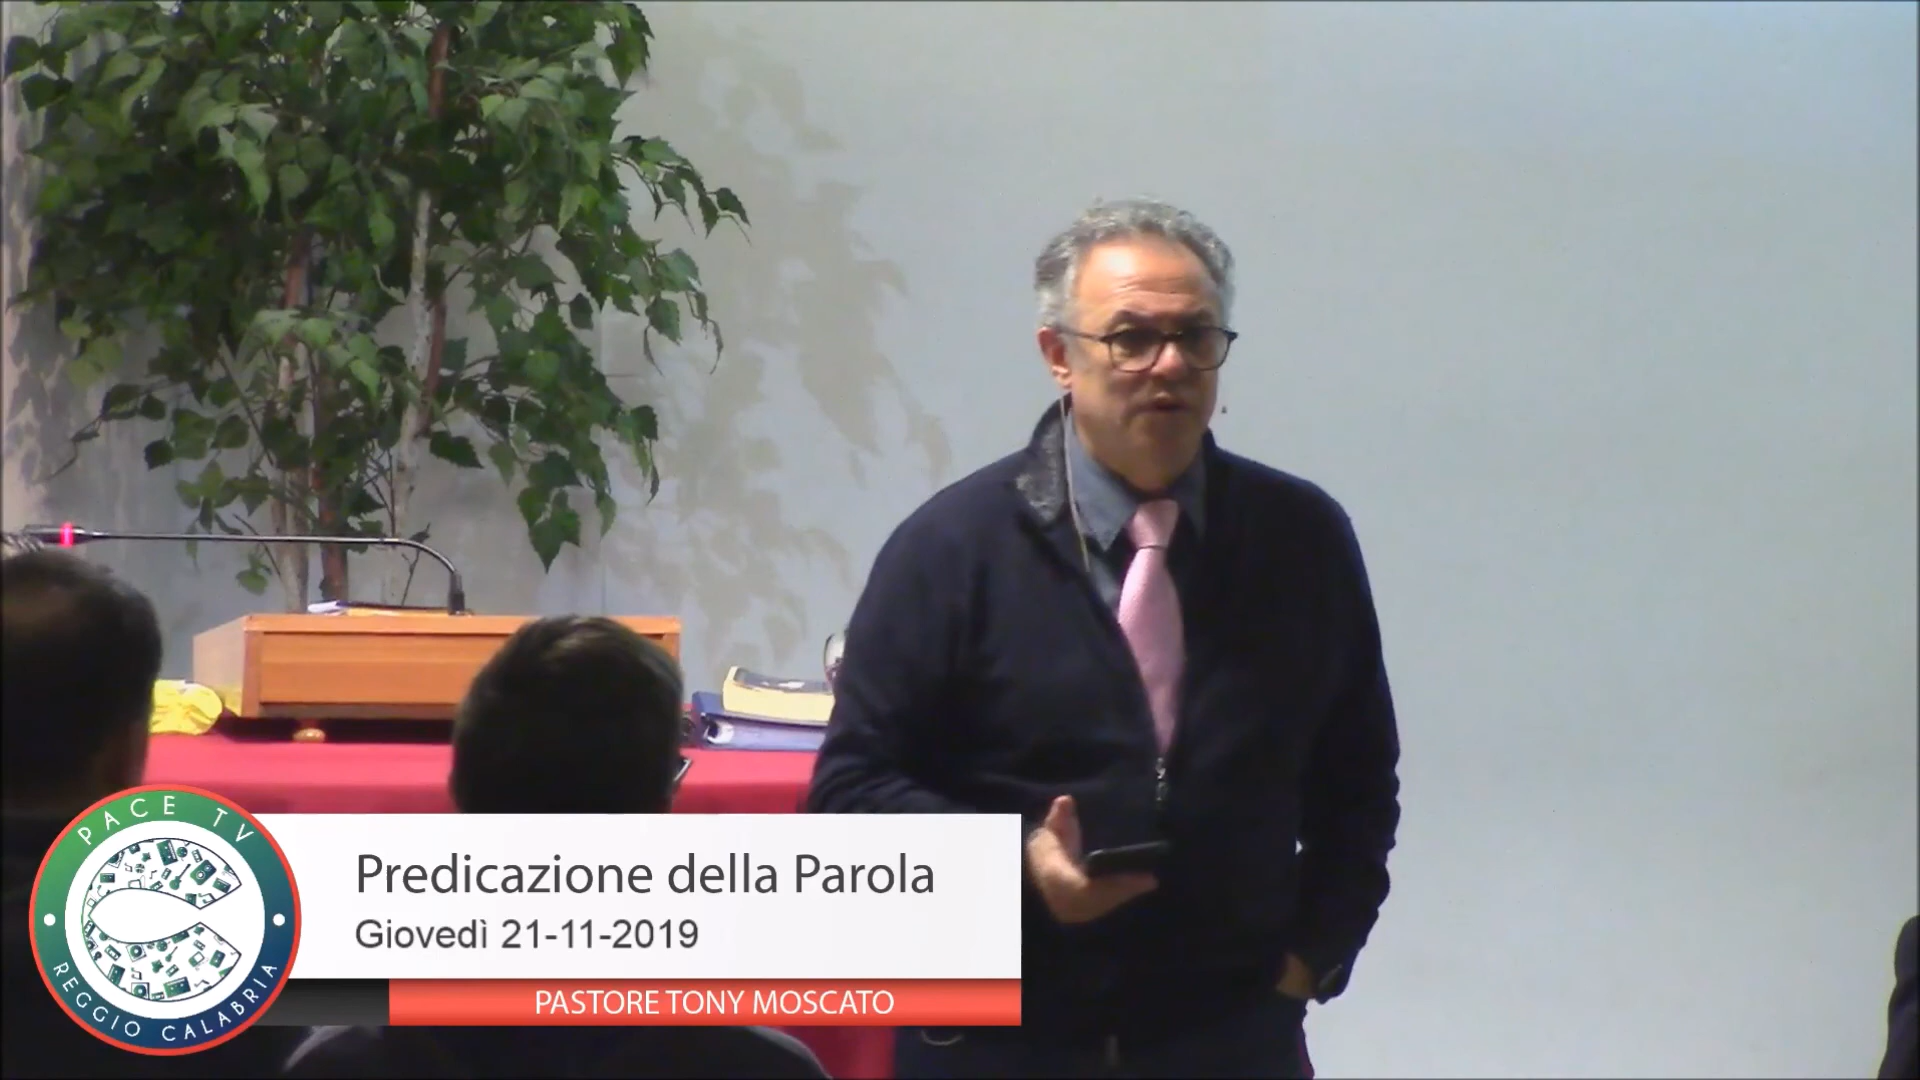 PACE TV
REGGIO CALABRIA
Predicazione della Parola
Giovedì 21-11-2019
PASTORE TONY MOSCATO